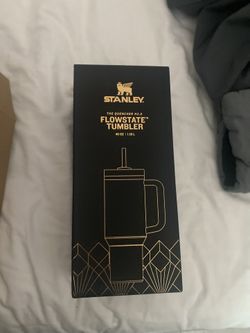 STANLEY
THE QUENCHER H2.0
FLOWSTATE™
TUMBLER
40 OZ | 1.18 L